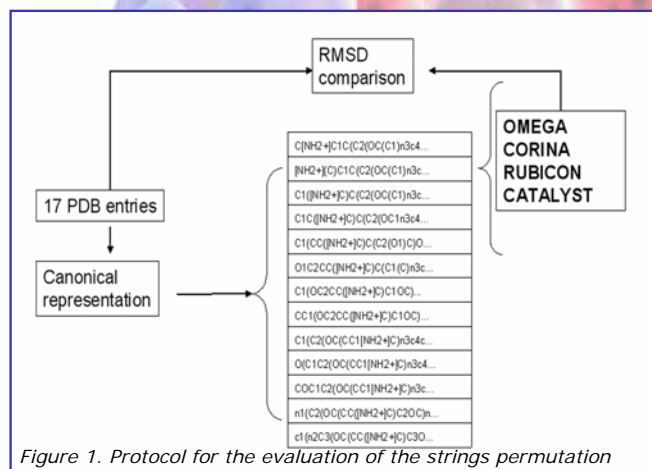 RMSD
comparison
OMEGA
CORINA
RUBICON
CATALYST
17 PDB entries
Canonical
representation
C[NH2+]C1C(C2(OC(C1)n3c4...
[NH2+](C)C1C(C2(OC(C1)n3c...
C1([NH2+]C)C(C2(OC(C1)n3c...
C1C([NH2+]C)C(C2(OC1n3c4...
C1(CC([NH2+]C)C(C2(O1)C)O...
O1C2CC([NH2+]C)C(C1(C)n3c...
C1(OC2CC([NH2+]C)C1OC)...
CC1(OC2CC([NH2+]C)C1OC)...
C1(C2(OC(CC1[NH2+]C)n3c4c...
O(C1C2(OC(CC1[NH2+]C)n3c4...
COC1C2(OC(CC1[NH2+]C)n3c...
n1(C2(OC(CC([NH2+]C)C2OC)n...
c1(n2C3(OC(CC([NH2+]C)C3O...
Figure 1. Protocol for the evaluation of the strings permutation